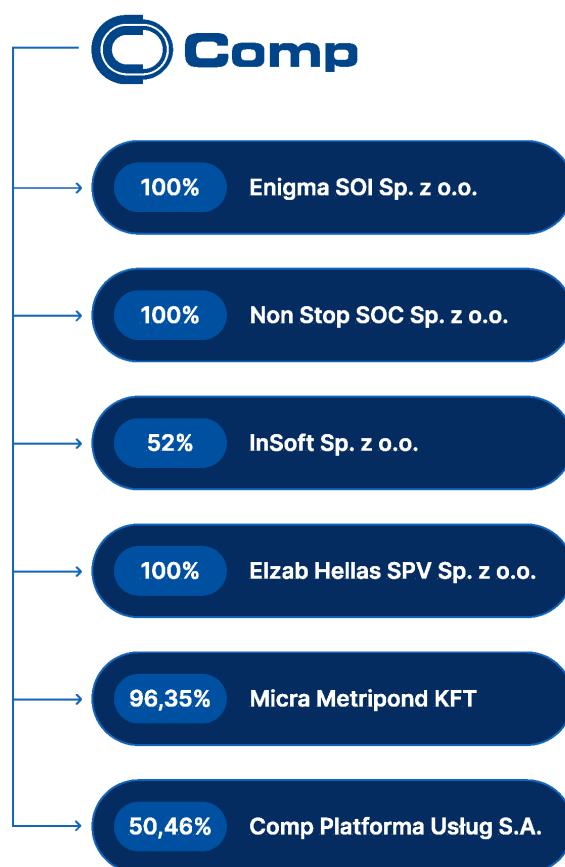 Comp
100% Enigma SOI Sp. z o.o.
100% Non Stop SOC Sp. z o.o.
52% InSoft Sp. z o.o.
100% Elzab Hellas SPV Sp. z o.o.
96,35% Micra Metripond KFT
50,46% Comp Platforma Usług S.A.